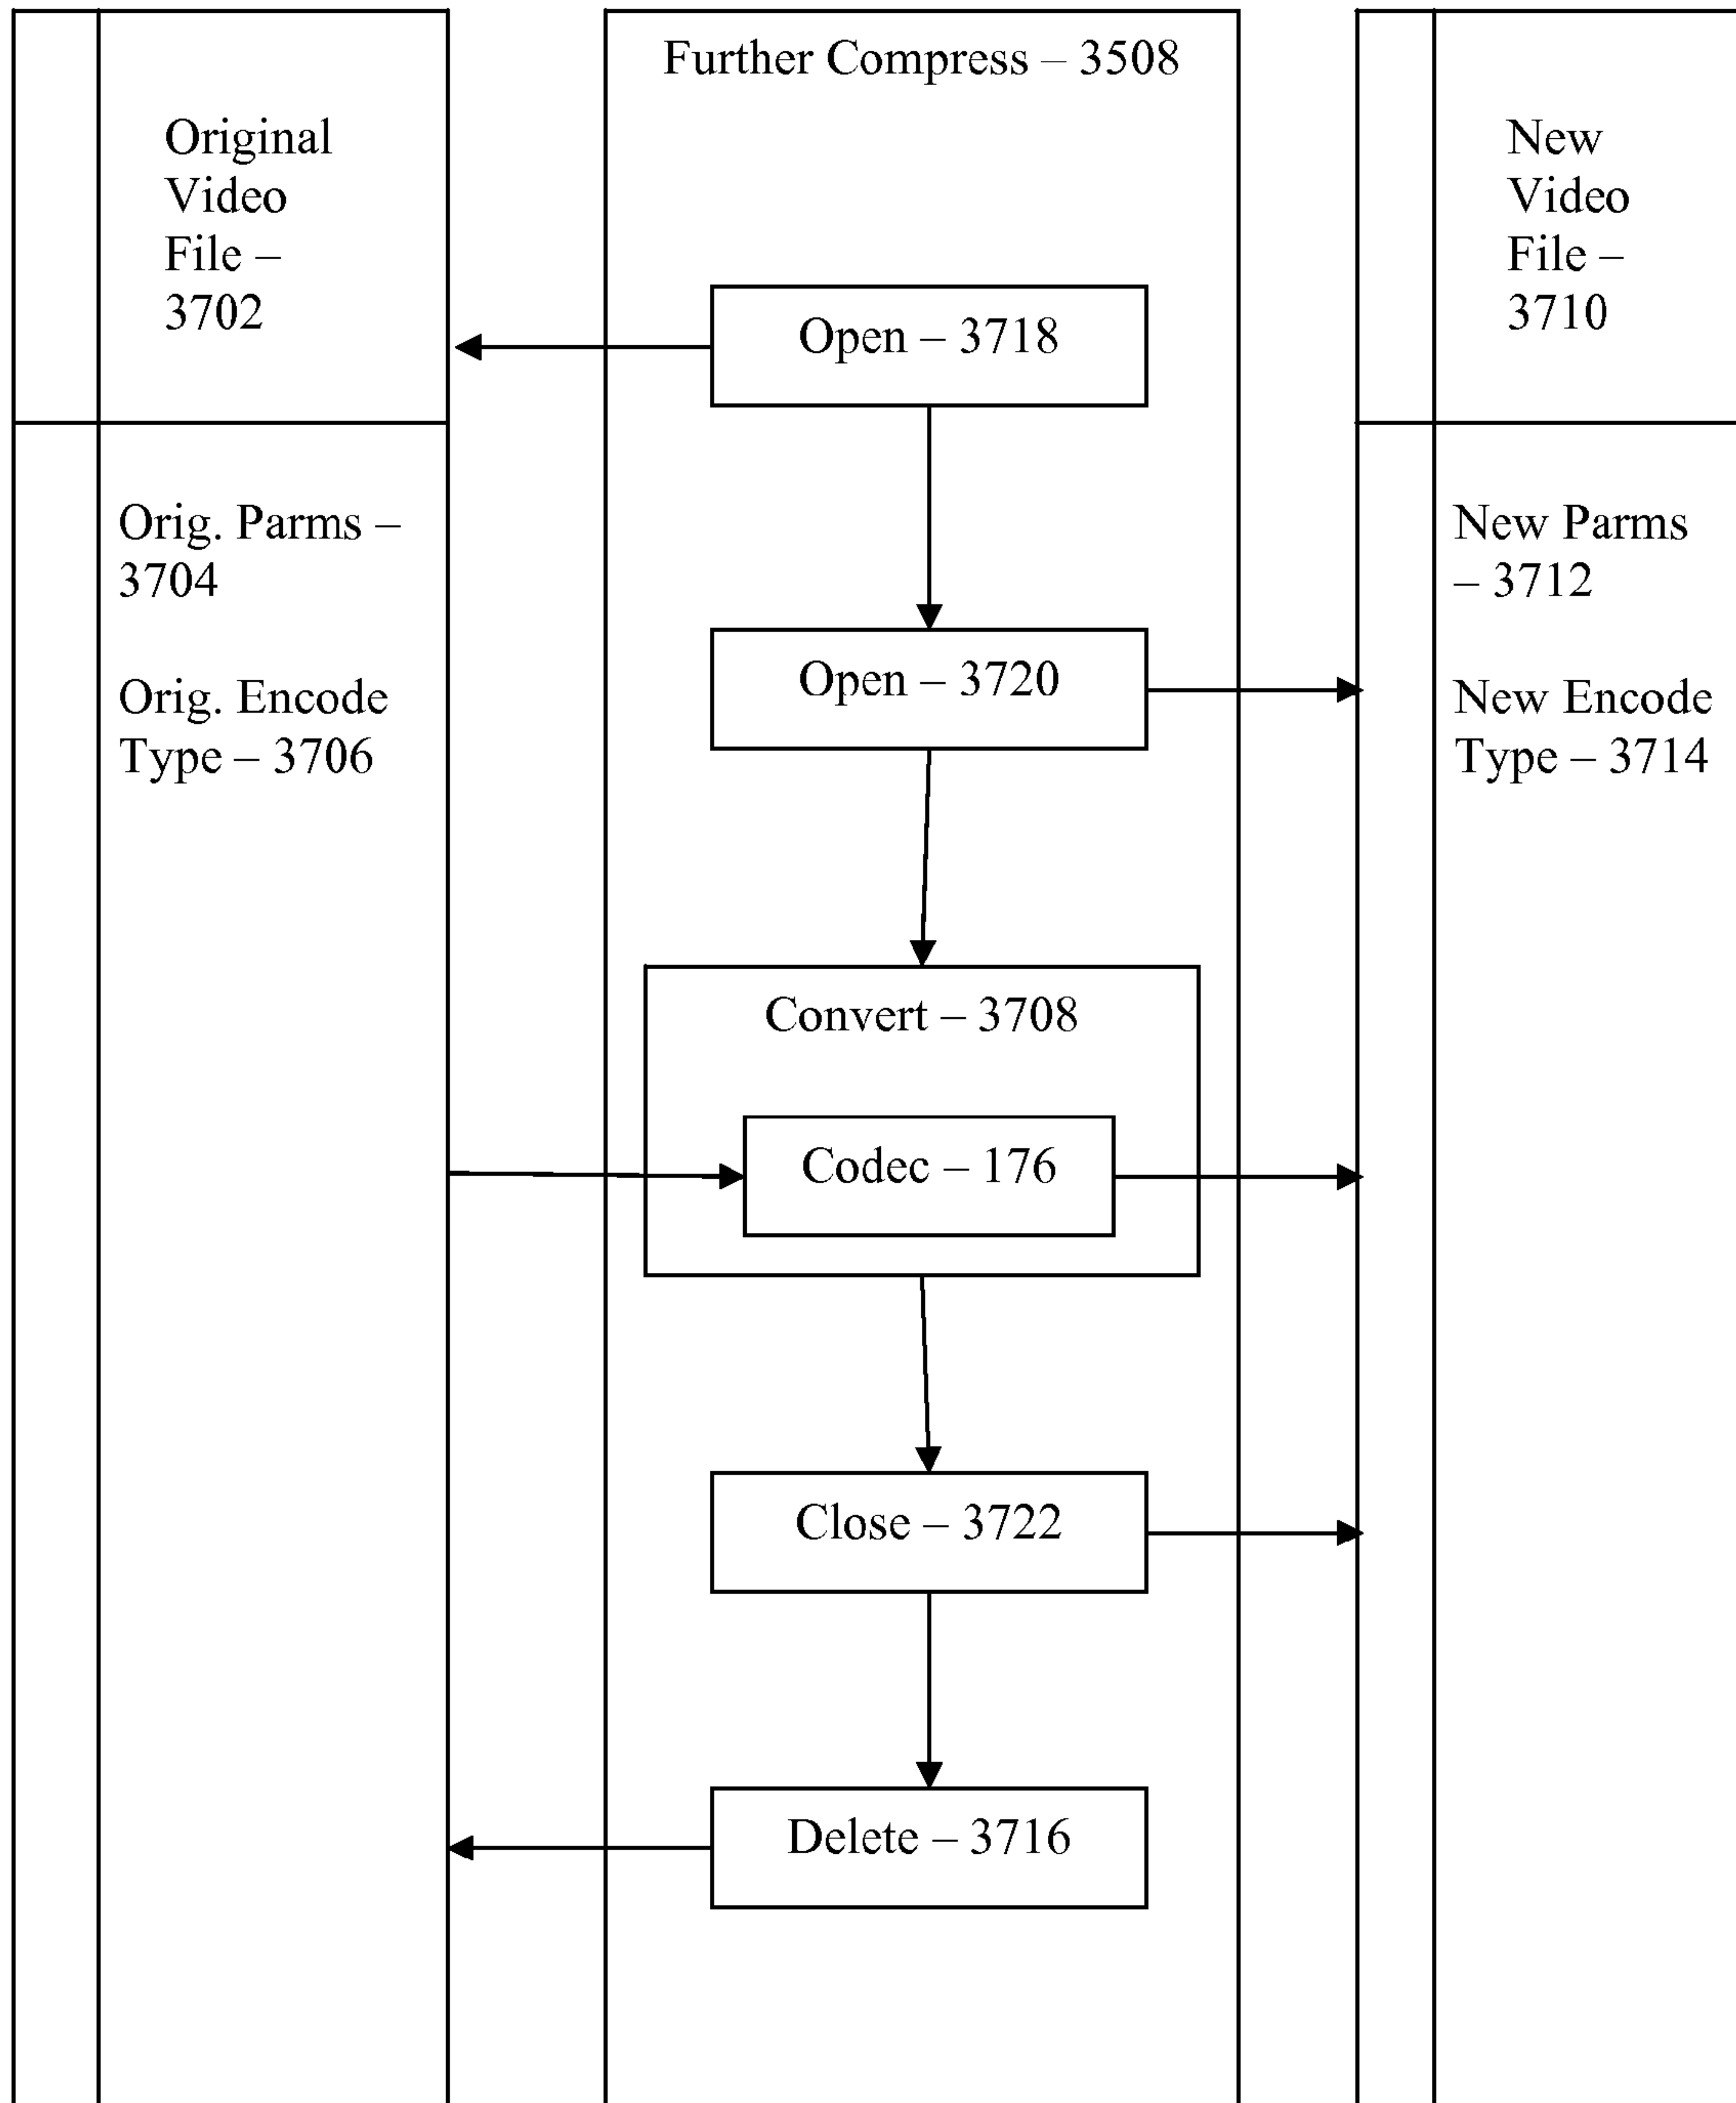 Original
Video
File –
3702
Orig. Parms –
3704
Orig. Encode
Type – 3706
Further Compress – 3508
Open – 3718
Open – 3720
Convert – 3708
Codec – 176
Close – 3722
Delete – 3716
New
Video
File –
3710
New Parms
– 3712
New Encode
Type – 3714